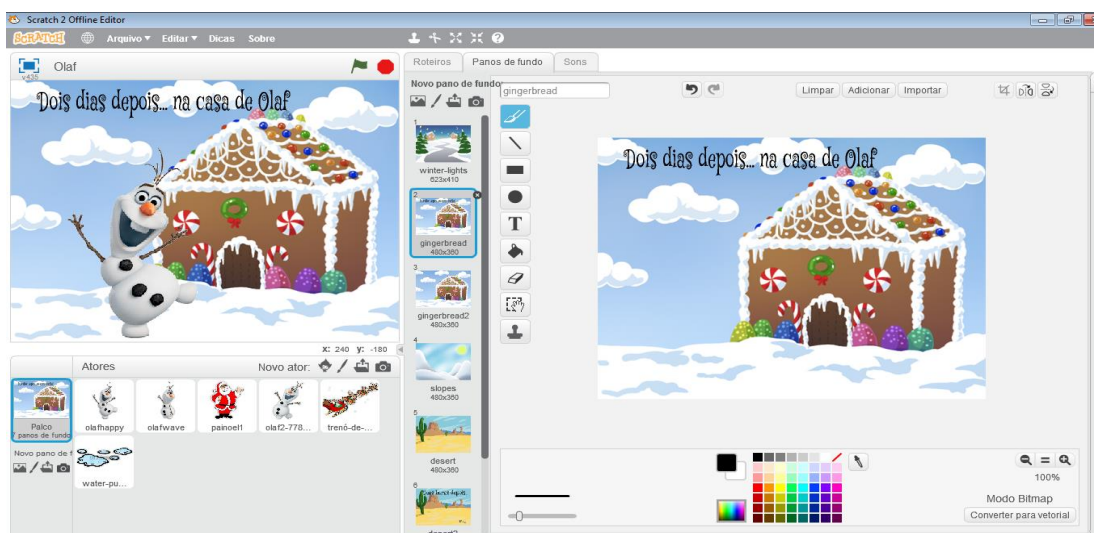 Scratch 2 Offline Editor
SCRATCH Arquivo Editar Dicas Sobre
v435
Olaf
Dois dias depois... na casa de Olaf
x: 240 y: -180
Atores
Novo ator:
Palco
7 panos de fundo
Novo pano de f
olafhappy
olafwave
painoel1
olaf2-778...
trenó-de-...
water-pu...
Roteiros
Panos de fundo
Sons
Novo pano de fundo:
1
winter-lights
623x410
2
gingerbread
480x360
3
gingerbread2
480x360
4
slopes
480x360
5
desert
480x360
6
desert2
gingerbread
Limpar
Adicionar
Importar
T
Dois dias depois... na casa de Olaf
100%
Modo Bitmap
Converter para vetorial